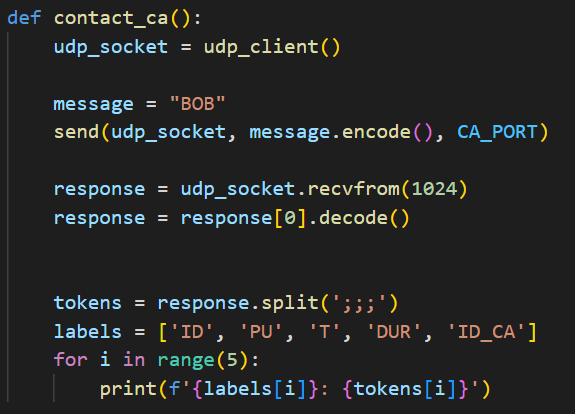 def contact_ca():
    udp_socket = udp_client()
    message = "BOB"
    send(udp_socket, message.encode(), CA_PORT)
    response = udp_socket.recvfrom(1024)
    response = response[0].decode()
    tokens = response.split(';;;')
    labels = ['ID', 'PU', 'T', 'DUR', 'ID_CA']
    for i in range(5):
        print(f'{labels[i]}: {tokens[i]}')